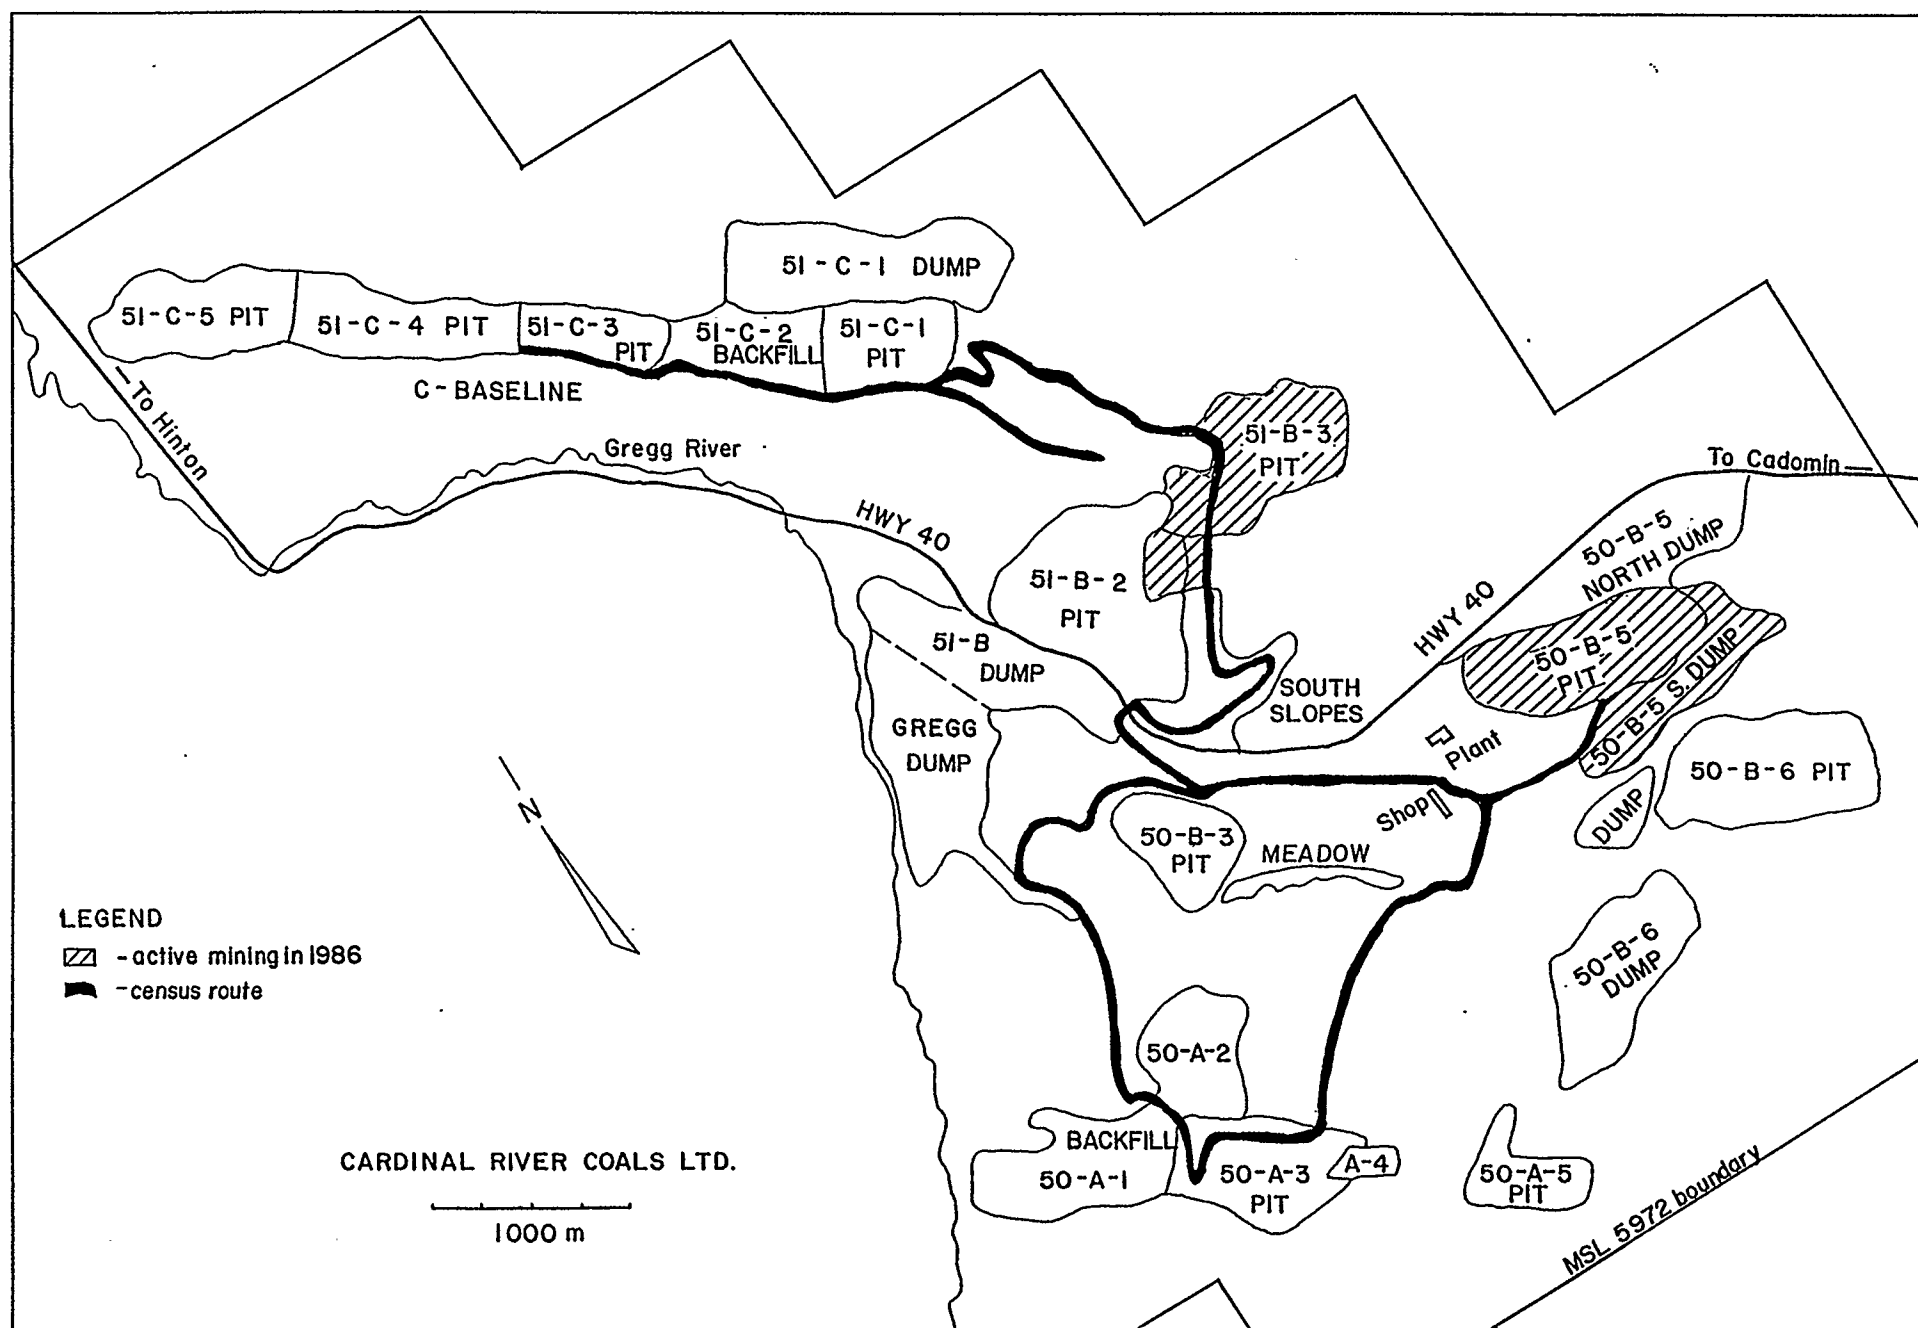 51-C-1 DUMP
51-C-5 PIT
51-C-4 PIT
51-C-3
PIT
51-C-2
BACKFILL
51-C-1
PIT
C-BASELINE
To Hinton
Gregg River
HWY 40
51-B-3
PIT
To Cadomin
51-B-2
PIT
50-B-5
NORTH DUMP
HWY 40
51-B
DUMP
50-B-5
PIT
50-B-5 S. DUMP
SOUTH
SLOPES
GREGG
DUMP
Plant
50-B-6 PIT
Shop
DUMP
50-B-3
PIT
MEADOW
N
LEGEND
- active mining in 1986
- census route
50-B-6
DUMP
50-A-2
BACKFILL
50-A-1
50-A-3
PIT
A-4
50-A-5
PIT
CARDINAL RIVER COALS LTD.
1000 m
MSL 5972 boundary